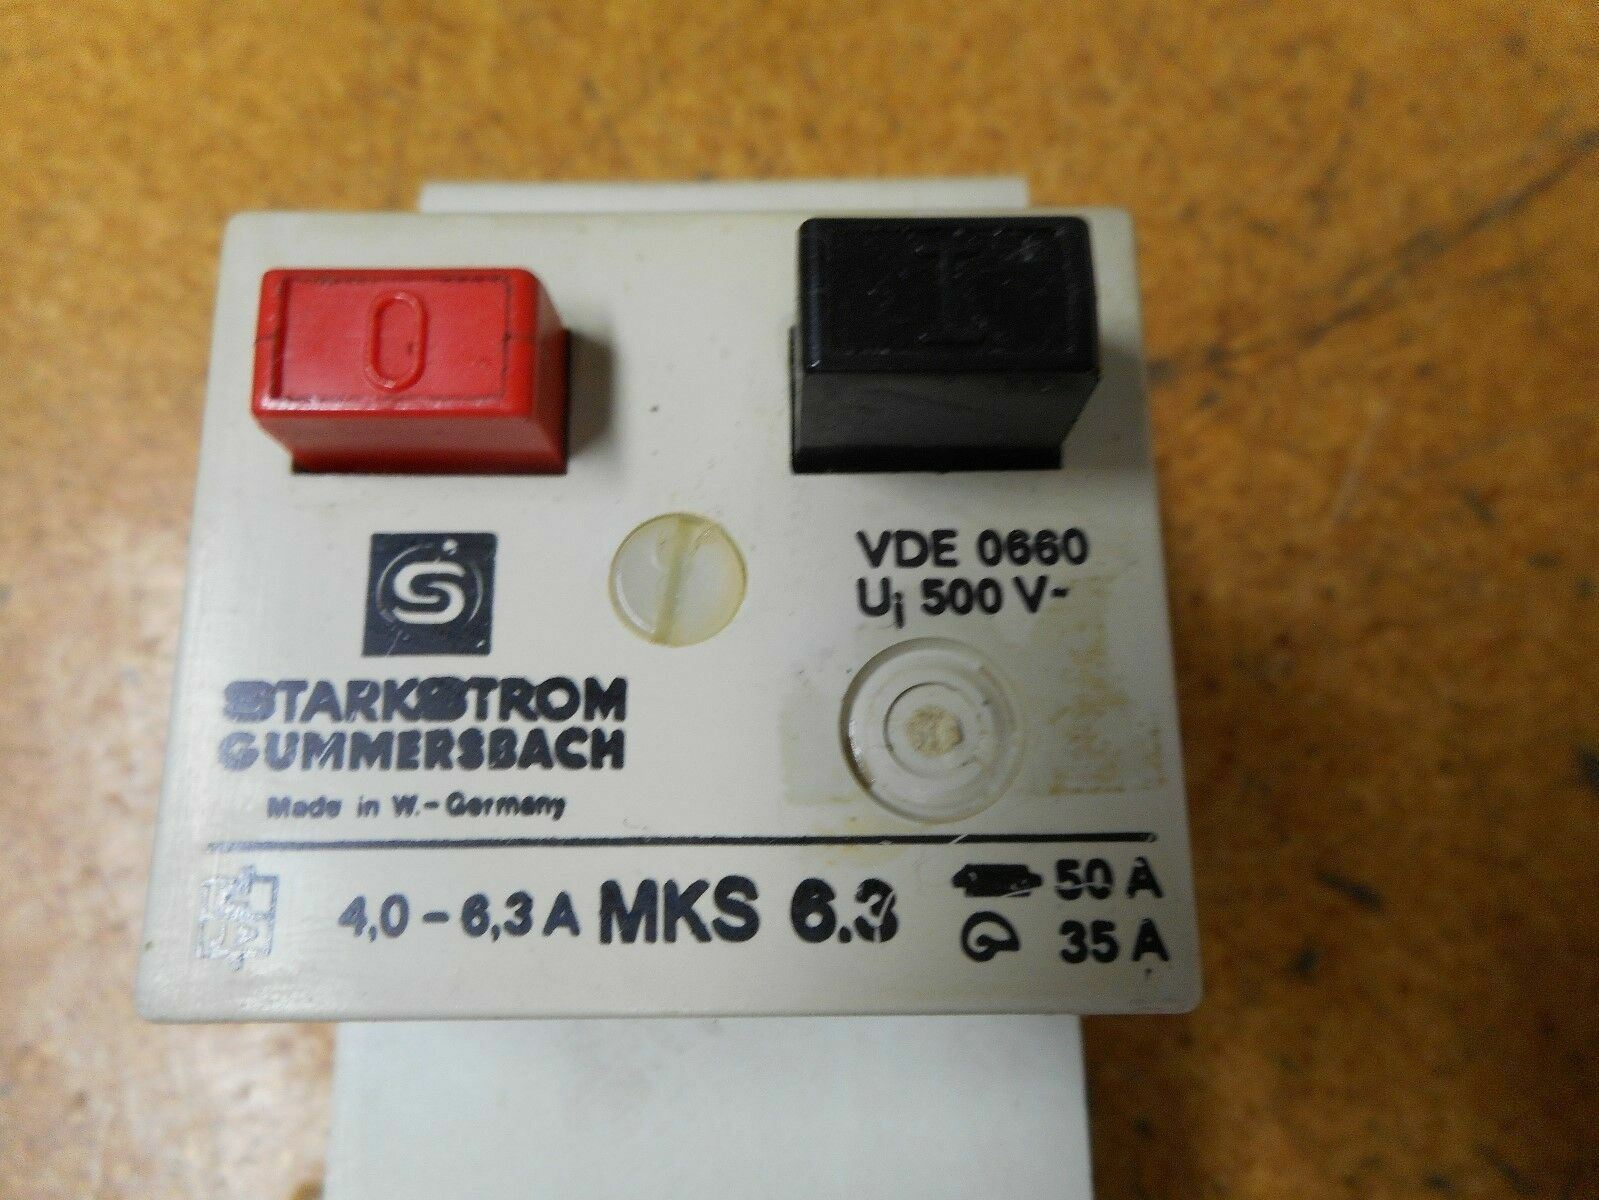 0
I
S
VDE 0660
Ui 500 V~
STARKSTROM
GUMMERSBACH
Made in W.-Germany
4,0 - 6,3 A MKS 6.3
50 A
35 A